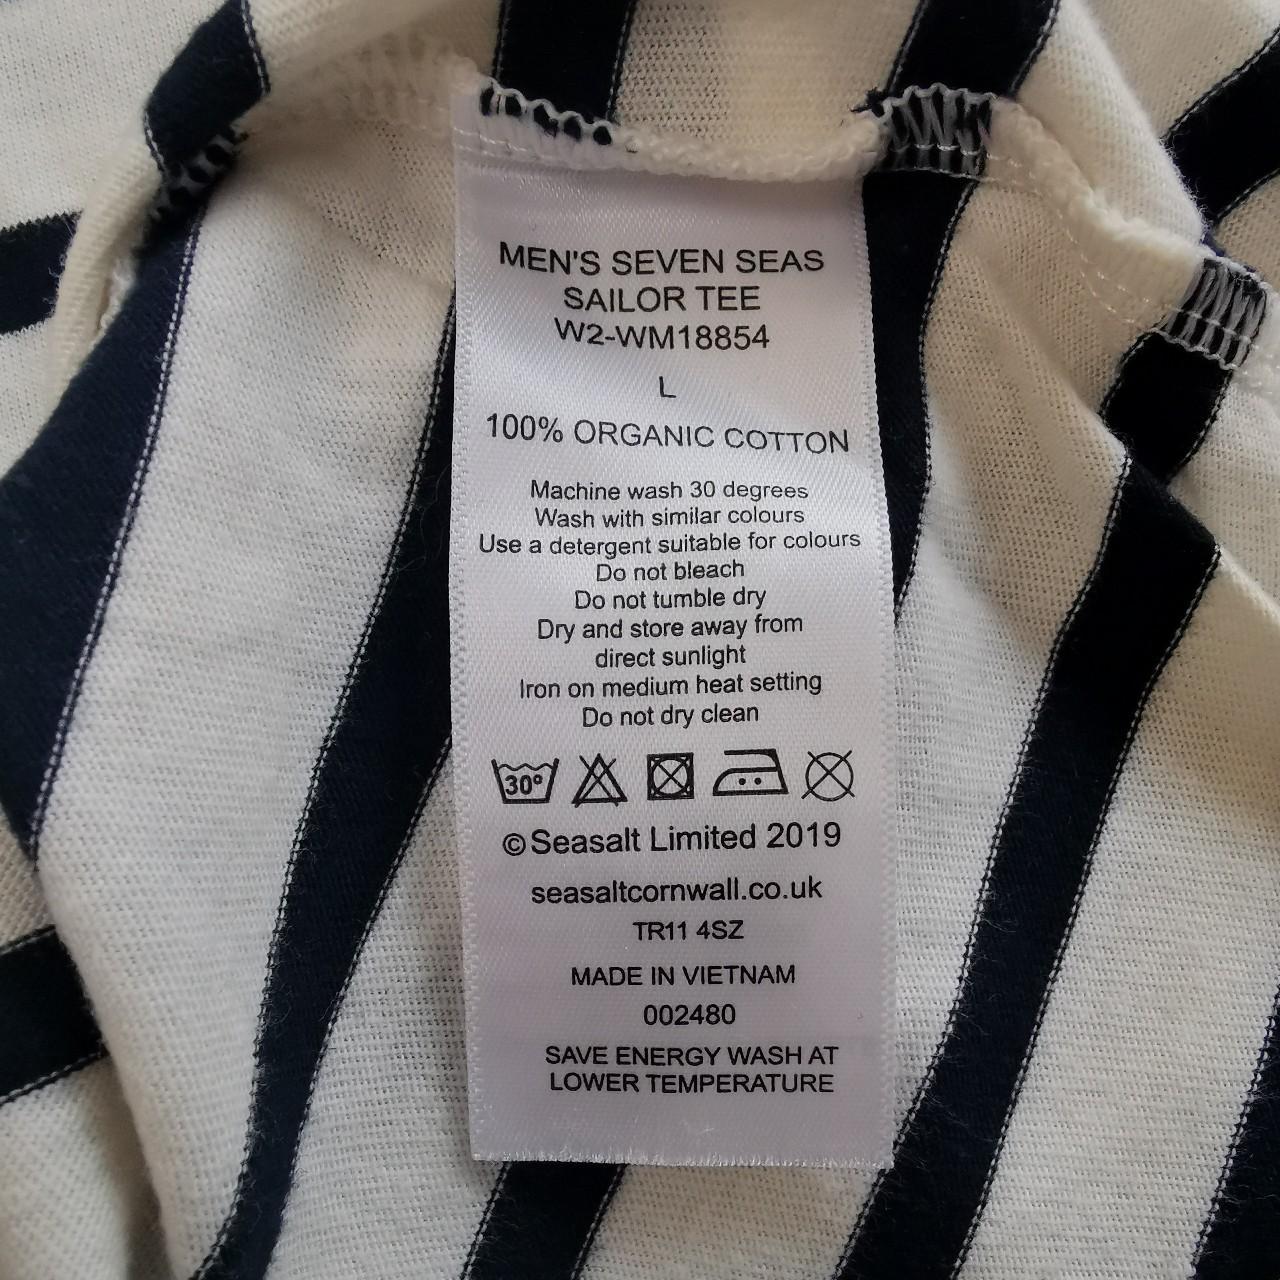 MEN'S SEVEN SEAS
SAILOR TEE
W2-WM18854
L
100% ORGANIC COTTON
Machine wash 30 degrees
Wash with similar colours
Use a detergent suitable for colours
Do not bleach
Do not tumble dry
Dry and store away from
direct sunlight
Iron on medium heat setting
Do not dry clean
30°
©Seasalt Limited 2019
seasaltcornwall.co.uk
TR11 4SZ
MADE IN VIETNAM
002480
SAVE ENERGY WASH AT
LOWER TEMPERATURE